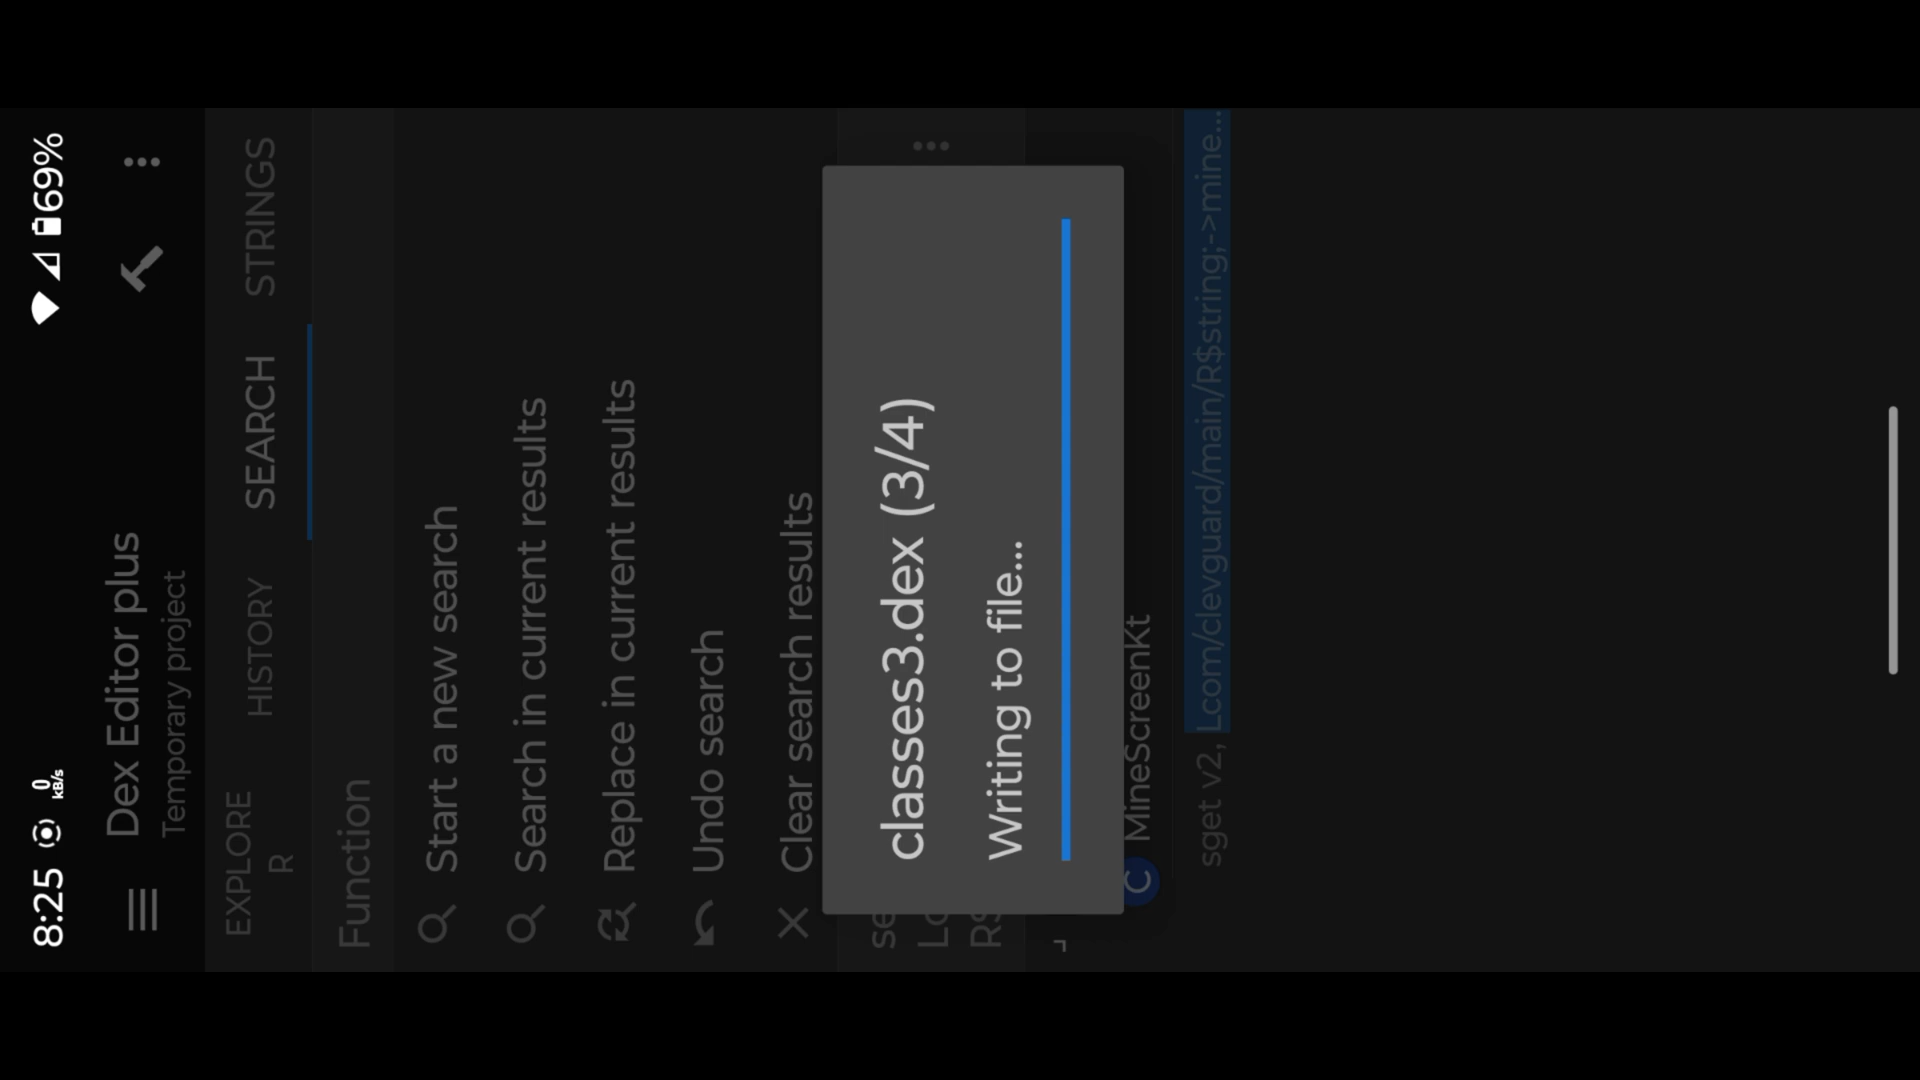 8:25 0 kB/s 69%
Dex Editor plus
Temporary project
EXPLORE
R
HISTORY
SEARCH
STRINGS
Function
Start a new search
Search in current results
Replace in current results
Undo search
Clear search results
classes3.dex (3/4)
Writing to file...
C MineScreenKt
sget v2, Lcom/clevguard/main/R$string;->mine...